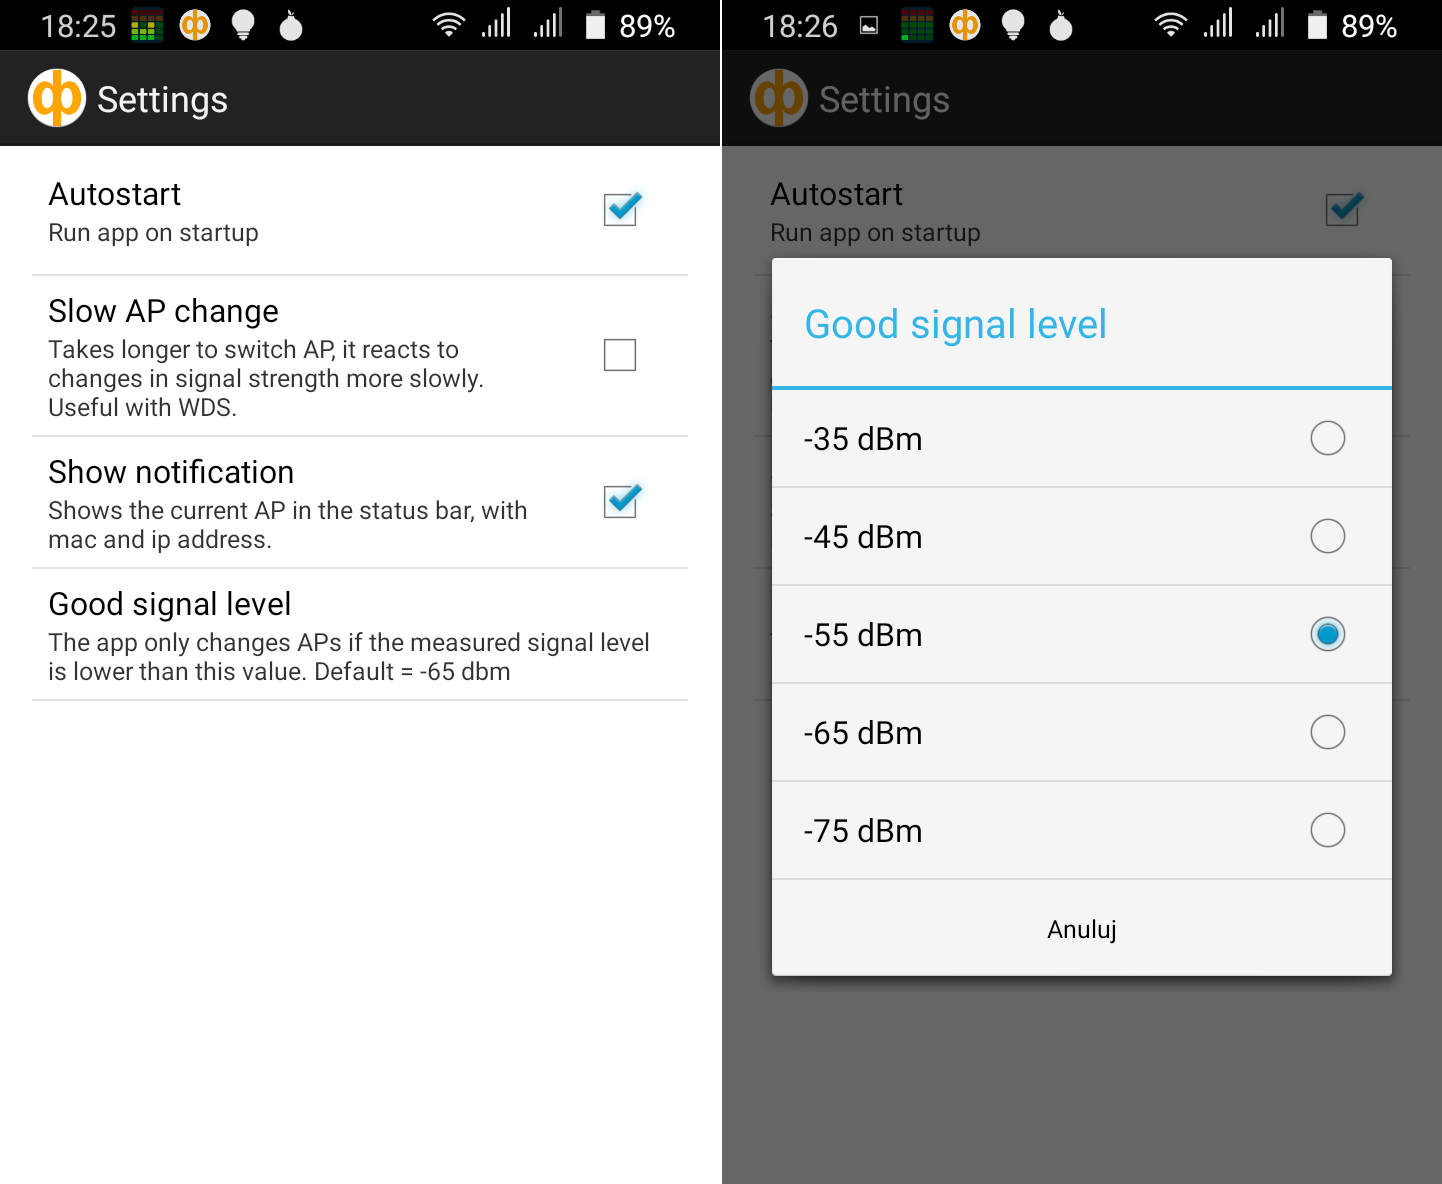 18:25
89%
Settings
Autostart
Run app on startup
Slow AP change
Takes longer to switch AP, it reacts to
changes in signal strength more slowly.
Useful with WDS.
Show notification
Shows the current AP in the status bar, with
mac and ip address.
Good signal level
The app only changes APs if the measured signal level
is lower than this value. Default = -65 dbm
18:26
89%
Settings
Autostart
Run app on startup
Good signal level
-35 dBm
-45 dBm
-55 dBm
-65 dBm
-75 dBm
Anuluj